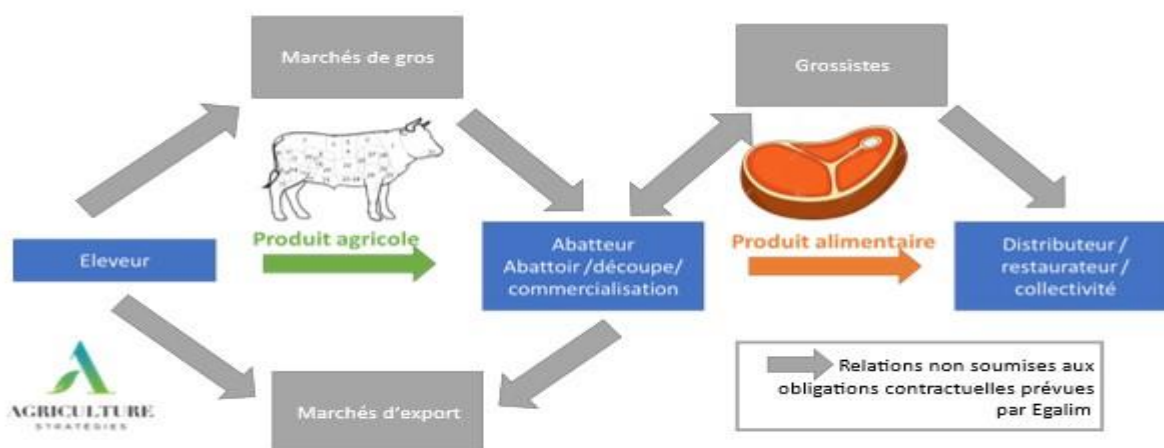 Marchés de gros
Grossistes
Produit agricole
Produit alimentaire
Eleveur
Abatteur
Abattoir /découpe/
commercialisation
Distributeur /
restaurateur /
collectivité
AGRICULTURE
STRATÉGIES
Marchés d'export
Relations non soumises aux
obligations contractuelles prévues
par Egalim